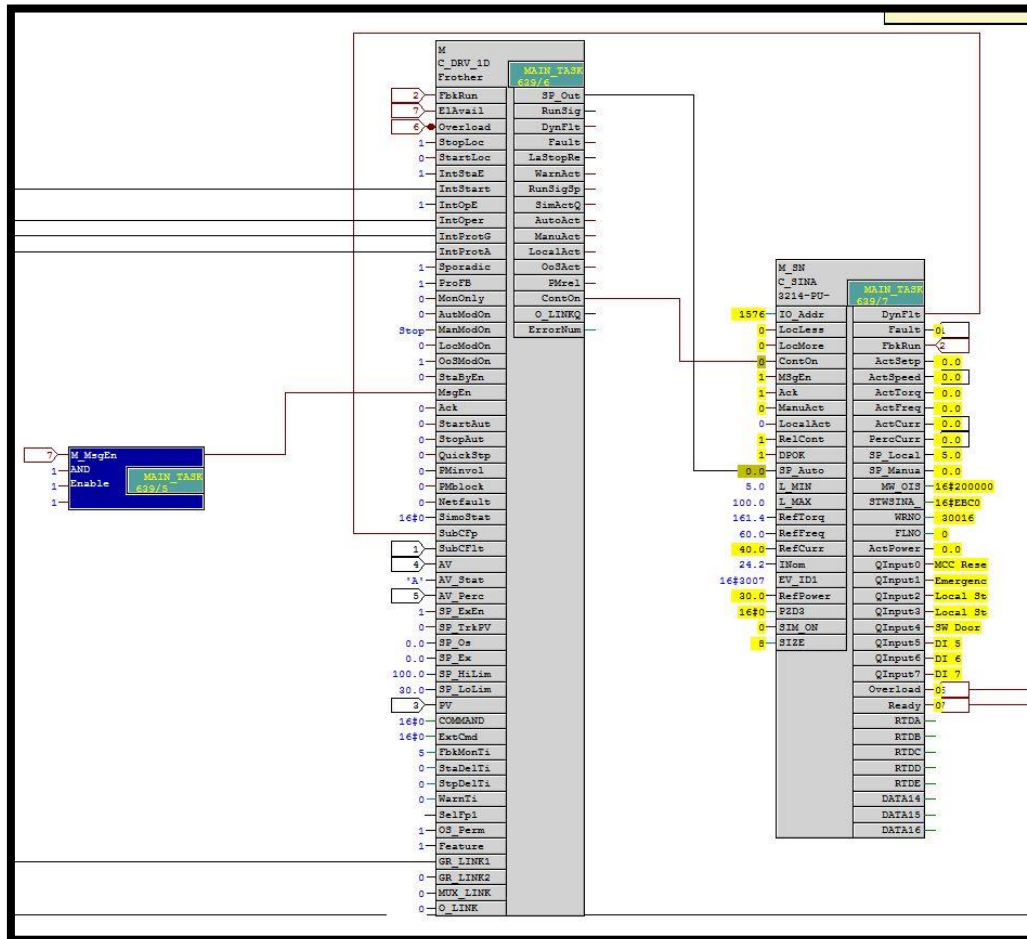 M
C_DRV_1D
Frother
MAIN_TASK
639/6
2 FbkRun SP_Out
7 ElAvail RunSig
6 Overload DynFlt
1 StopLoc Fault
0 StartLoc LaStopRe
1 IntStaE WarnAct
IntStart RunSigSp
1 IntOpE SimActQ
IntOper AutoAct
IntProtG ManuAct
IntProtA LocalAct
1 Sporadic OoSAct
1 ProFB PMrel
0 MonOnly ContOn
0 AutModOn O_LINKQ
Stop ManModOn ErrorNum
0 LocModOn
1 OoSModOn
0 StaByEn
MsgEn
0 Ack
0 StartAut
0 StopAut
0 QuickStp
0 PMinvol
0 PMblock
0 Netfault
16#0 SimoStat
SubCFp
1 SubCFlt
4 AV
'A' AV_Stat
5 AV_Perc
1 SP_ExEn
0 SP_TrkPV
0.0 SP_Os
0.0 SP_Ex
100.0 SP_HiLim
30.0 SP_LoLim
3 PV
16#0 COMMAND
16#0 ExtCmd
5 FbkMonTi
0 StaDelTi
0 StpDelTi
0 WarnTi
SelFp1
1 OS_Perm
1 Feature
GR_LINK1
0 GR_LINK2
0 MUX_LINK
0 O_LINK
7 M_MsgEn
1 AND
1 Enable
1
MAIN_TASK
639/5
M_SN
C_SINA
3214-PU-
MAIN_TASK
639/7
1576 IO_Addr DynFlt
0 LocLess Fault
0 LocMore FbkRun 2
0 ContOn ActSetp 0.0
1 MSgEn ActSpeed 0.0
1 Ack ActTorq 0.0
0 ManuAct ActFreq 0.0
0 LocalAct ActCurr 0.0
1 RelCont PercCurr 0.0
1 DPOK SP_Local 5.0
0.0 SP_Auto SP_Manua 0.0
5.0 L_MIN MW_OIS 16#200000
100.0 L_MAX STWSINA_ 16#EBC0
161.4 RefTorq WRNO 30016
60.0 RefFreq FLNO 0
40.0 RefCurr ActPower 0.0
24.2 INom QInput0 MCC Rese
16#3007 EV_ID1 QInput1 Emergenc
30.0 RefPower QInput2 Local St
16#0 PZD3 QInput3 Local St
0 SIM_ON QInput4 SW Door
8 SIZE QInput5 DI 5
QInput6 DI 6
QInput7 DI 7
Overload
Ready
RTDA
RTDB
RTDC
RTDD
RTDE
DATA14
DATA15
DATA16